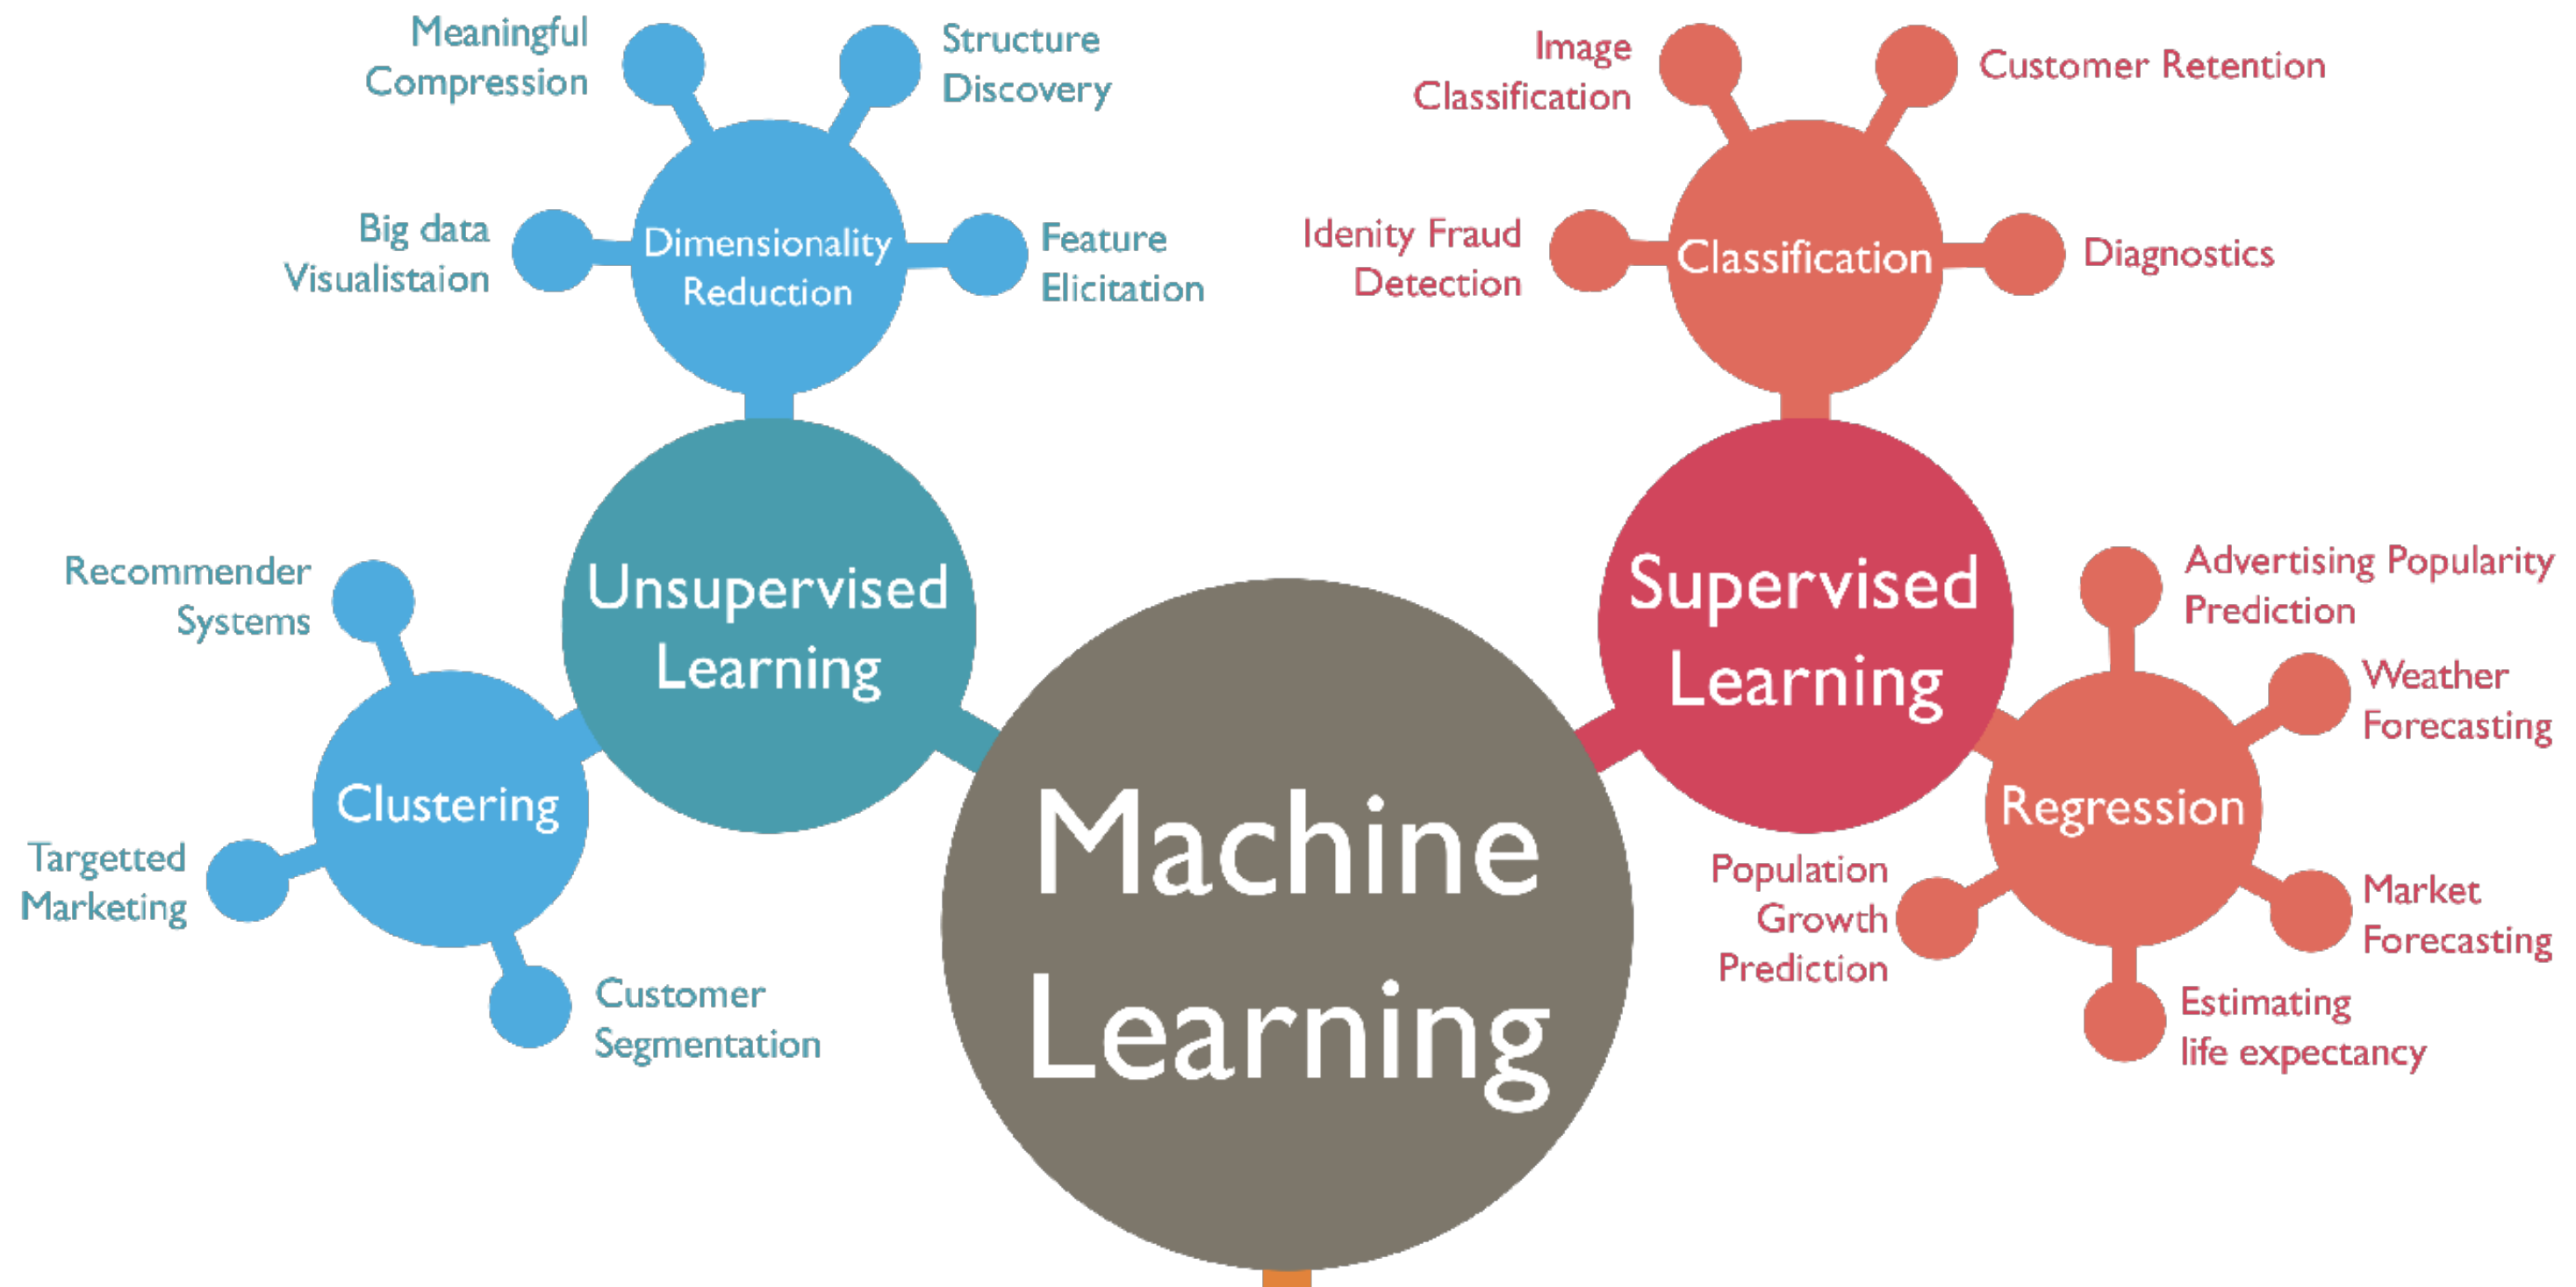 Meaningful
Compression
Structure
Discovery
Big data
Visualistaion
Dimensionality
Reduction
Feature
Elicitation
Image
Classification
Customer Retention
Idenity Fraud
Detection
Classification
Diagnostics
Recommender
Systems
Unsupervised
Learning
Clustering
Targetted
Marketing
Customer
Segmentation
Machine
Learning
Supervised
Learning
Advertising Popularity
Prediction
Weather
Forecasting
Regression
Population
Growth
Prediction
Market
Forecasting
Estimating
life expectancy